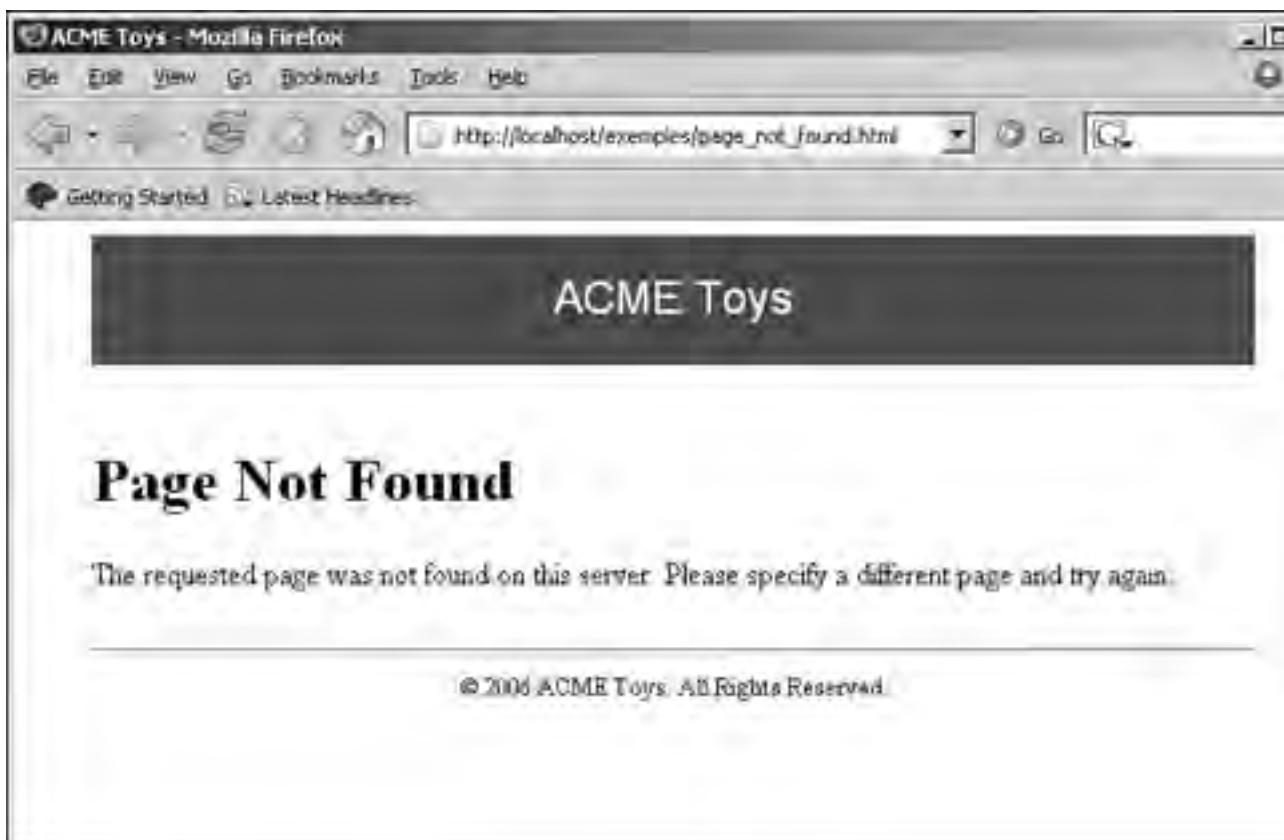 ACME Toys - Mozilla Firefox
File Edit View Go Bookmarks Tools Help
http://localhost/exemples/page_not_found.html Go
Getting Started Latest Headlines
ACME Toys
Page Not Found
The requested page was not found on this server. Please specify a different page and try again.
© 2006 ACME Toys. All Rights Reserved.